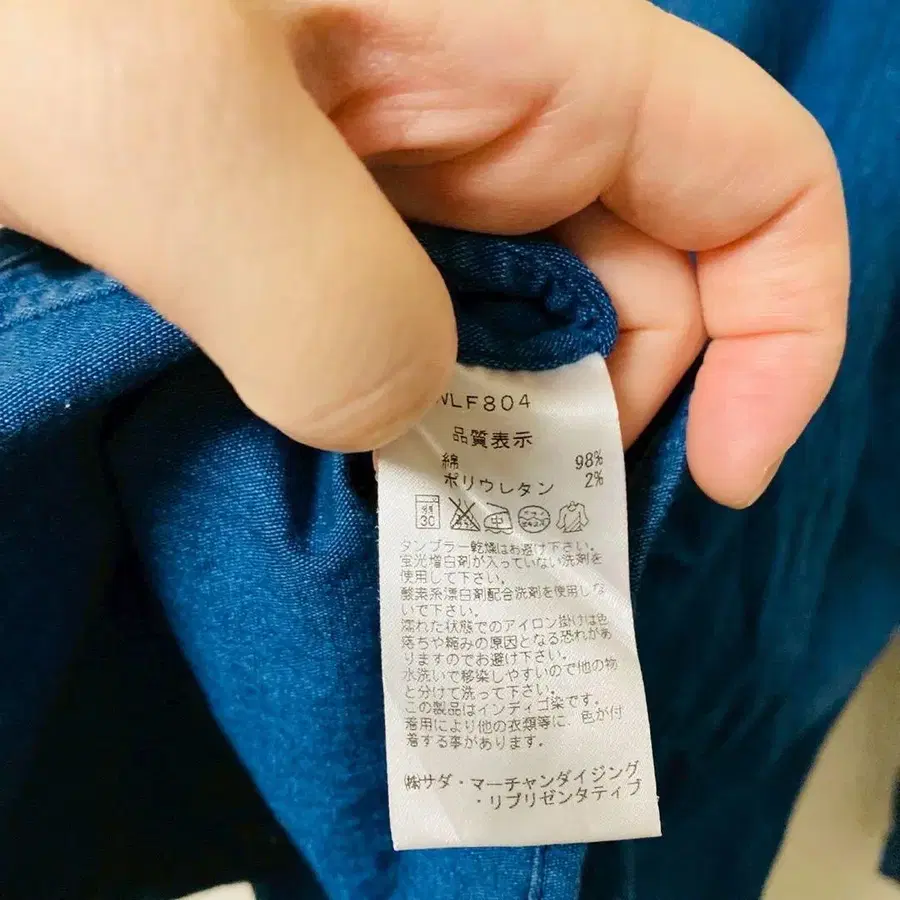 WLF804
品質表示
綿 98%
ポリウレタン 2%
30 中
タンブラー乾燥はお避け下さい。
蛍光増白剤が入っていない洗剤を
使用して下さい。
酸素系漂白剤配合洗剤を使用しな
いで下さい。
濡れた状態でのアイロン掛けは色
落ちや縮みの原因となる恐れがあ
りますのでお避け下さい。
水洗いで移染しやすいので他の物
と分けて洗って下さい。
この製品はインディゴ染です。
着用により他の衣類等に、色が付
着する事があります。
㈱サダ・マーチャンダイジング
・リプリゼンタティブ